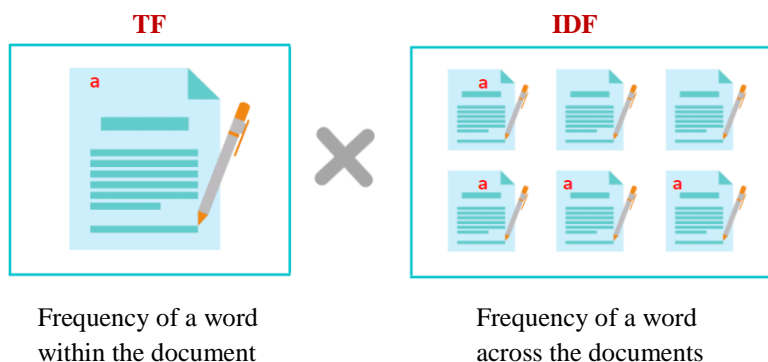 TF
IDF
a
a
a
a
a
Frequency of a word
within the document
Frequency of a word
across the documents